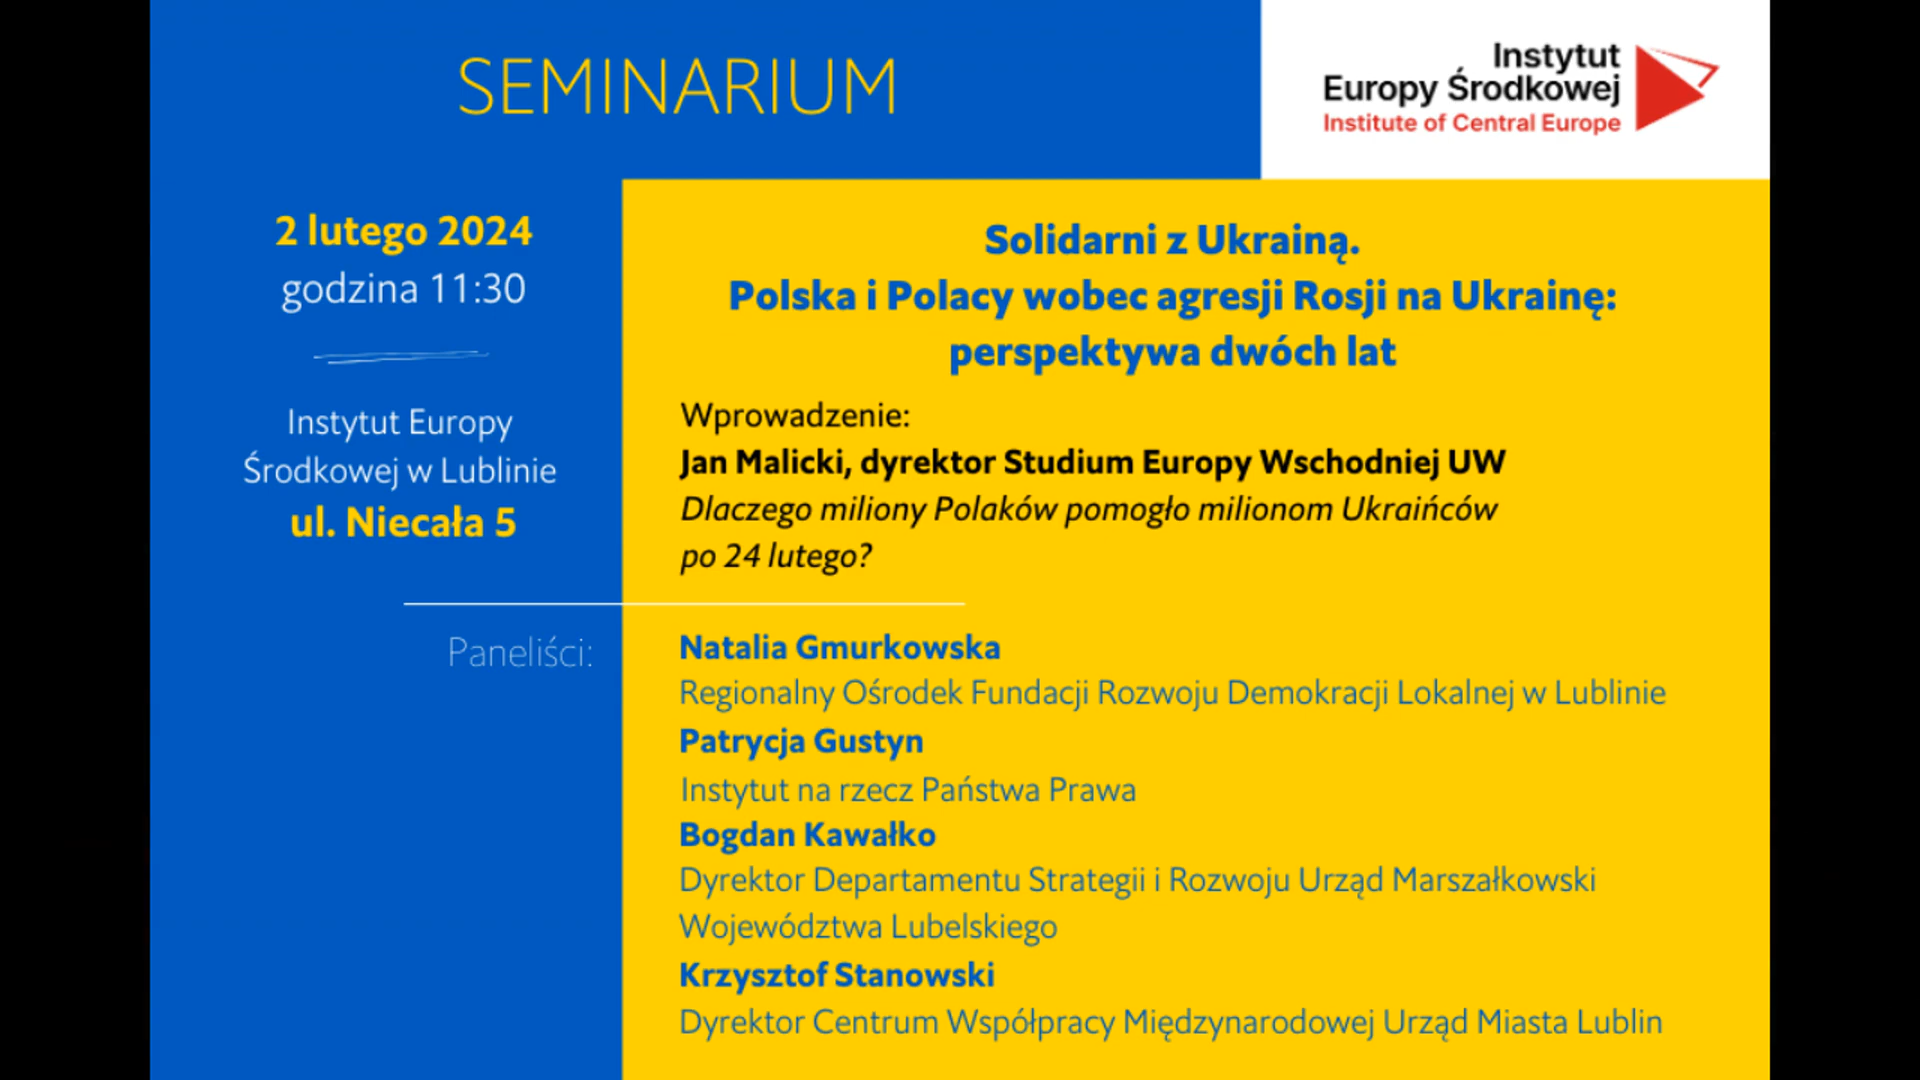 SEMINARIUM
Instytut
Europy Środkowej
Institute of Central Europe
2 lutego 2024
godzina 11:30
Instytut Europy
Środkowej w Lublinie
ul. Niecała 5
Solidarni z Ukrainą.
Polska i Polacy wobec agresji Rosji na Ukrainę:
perspektywa dwóch lat
Wprowadzenie:
Jan Malicki, dyrektor Studium Europy Wschodniej UW
Dlaczego miliony Polaków pomogło milionom Ukraińców
po 24 lutego?
Paneliści:
Natalia Gmurkowska
Regionalny Ośrodek Fundacji Rozwoju Demokracji Lokalnej w Lublinie
Patrycja Gustyn
Instytut na rzecz Państwa Prawa
Bogdan Kawałko
Dyrektor Departamentu Strategii i Rozwoju Urząd Marszałkowski
Województwa Lubelskiego
Krzysztof Stanowski
Dyrektor Centrum Współpracy Międzynarodowej Urząd Miasta Lublin